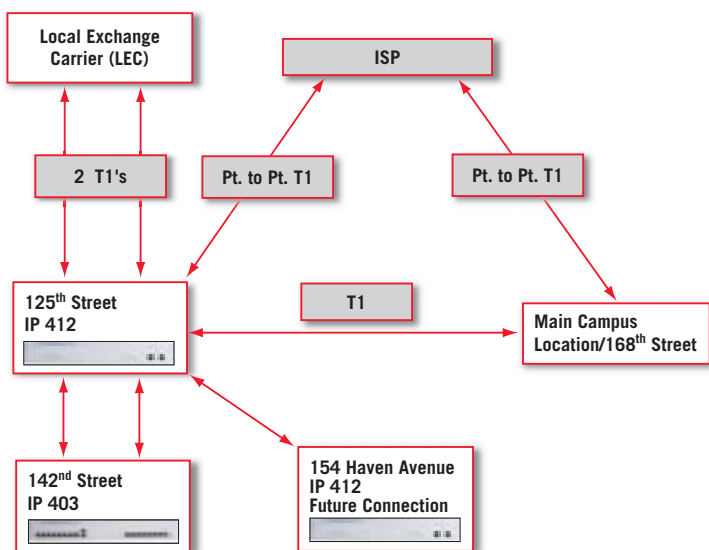 Local Exchange
Carrier (LEC)
ISP
2 T1's
Pt. to Pt. T1
Pt. to Pt. T1
125th Street
IP 412
T1
Main Campus
Location/168th Street
142nd Street
IP 403
154 Haven Avenue
IP 412
Future Connection